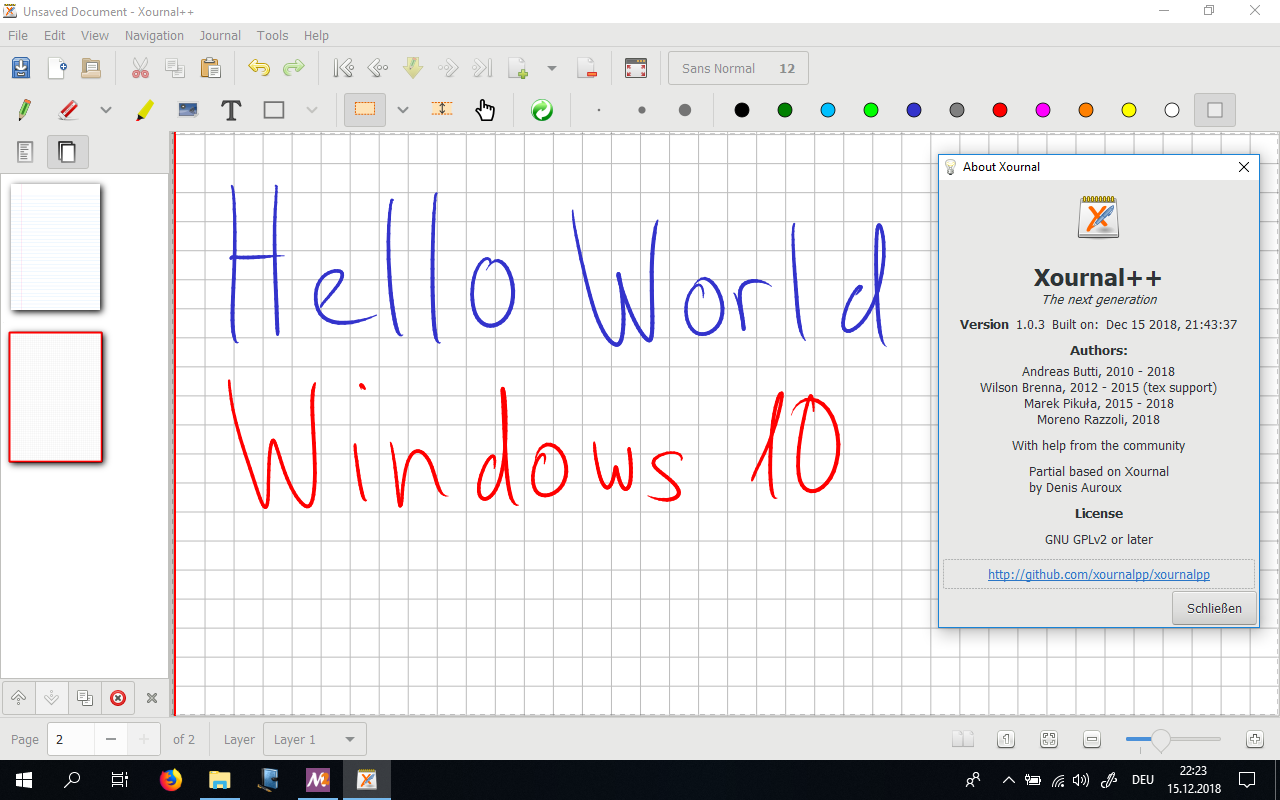 Unsaved Document - Xournal++
File Edit View Navigation Journal Tools Help
Sans Normal 12
Hello World
Windows 10
About Xournal
Xournal++
The next generation
Version 1.0.3 Built on: Dec 15 2018, 21:43:37
Authors:
Andreas Butti, 2010 - 2018
Wilson Brenna, 2012 - 2015 (tex support)
Marek Pikuła, 2015 - 2018
Moreno Razzoli, 2018
With help from the community
Partial based on Xournal
by Denis Auroux
License
GNU GPLv2 or later
http://github.com/xournalpp/xournalpp
Schließen
Page 2 of 2 Layer Layer 1
DEU
22:23
15.12.2018